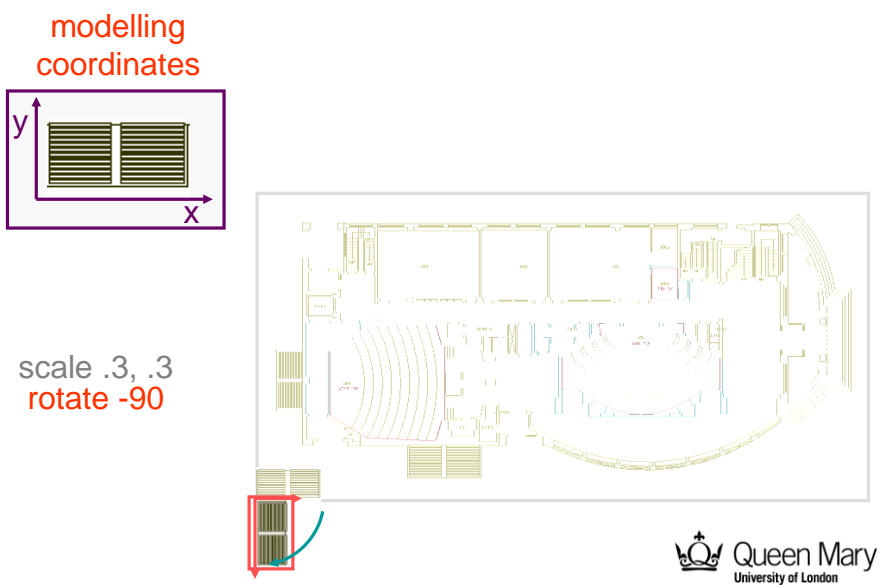 modelling
coordinates
y
x
scale .3, .3
rotate -90
Queen Mary
University of London